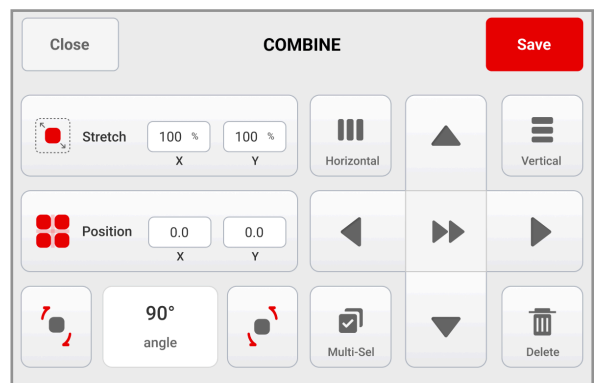 Close
COMBINE
Save
Stretch
100 %
100 %
X
Y
Horizontal
Vertical
Position
0.0
0.0
X
Y
90°
angle
Multi-Sel
Delete